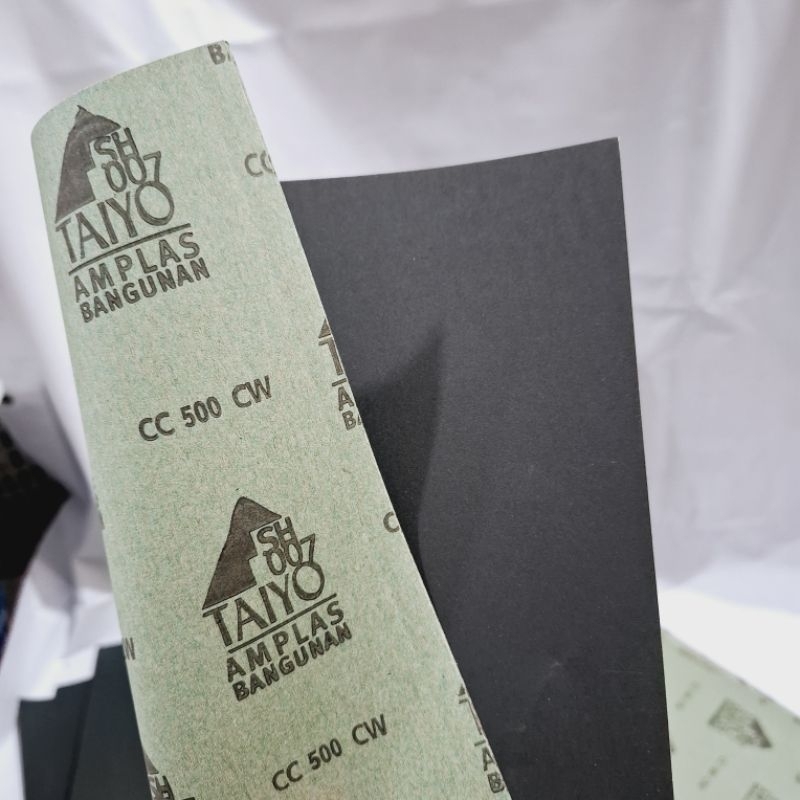 SH
007
TAIYO
AMPLAS
BANGUNAN
CC 500 CW
SH
007
TAIYO
AMPLAS
BANGUNAN
CC 500 CW